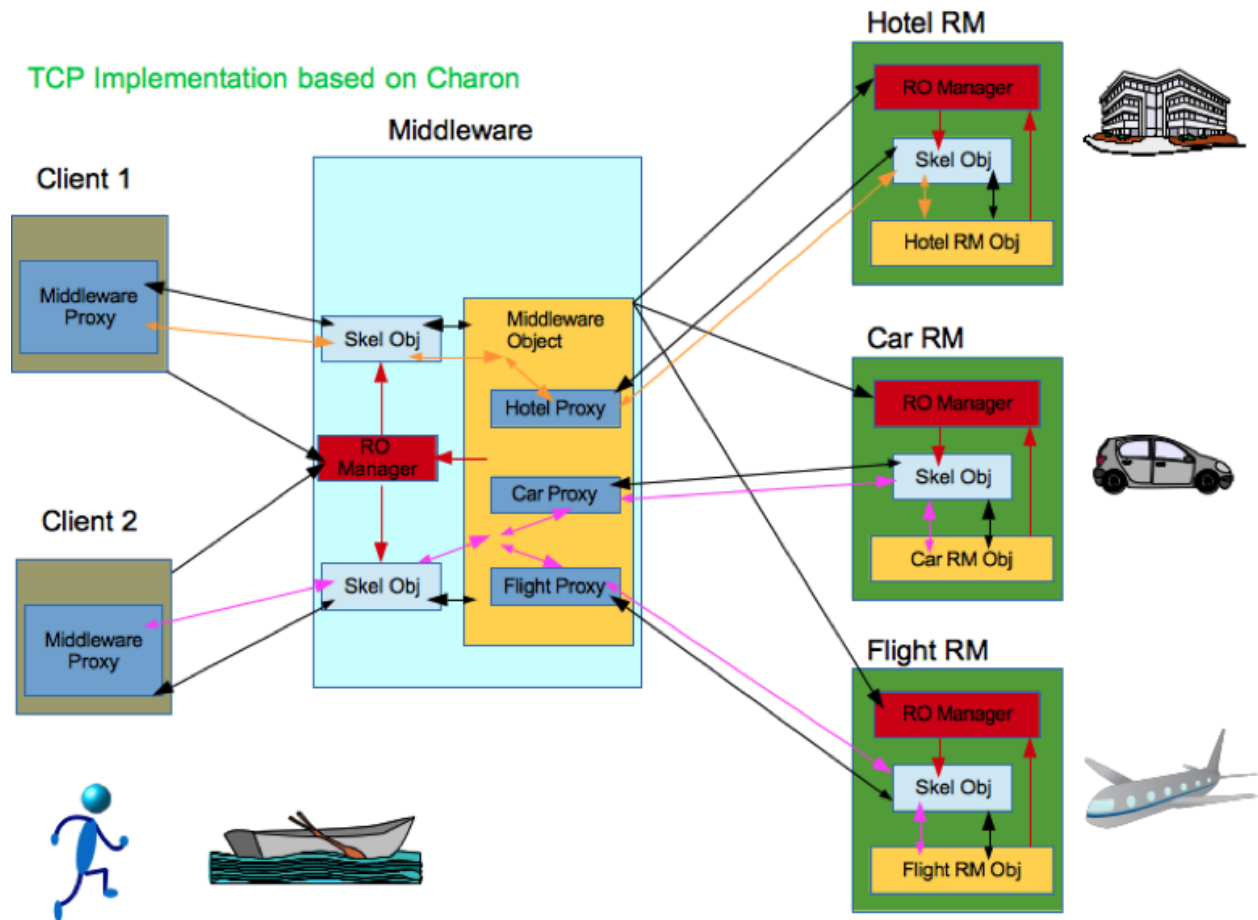 TCP Implementation based on Charon
Client 1
Middleware
Proxy
Client 2
Middleware
Proxy
Middleware
Skel Obj
RO
Manager
Skel Obj
Middleware
Object
Hotel Proxy
Car Proxy
Flight Proxy
Hotel RM
RO Manager
Skel Obj
Hotel RM Obj
Car RM
RO Manager
Skel Obj
Car RM Obj
Flight RM
RO Manager
Skel Obj
Flight RM Obj